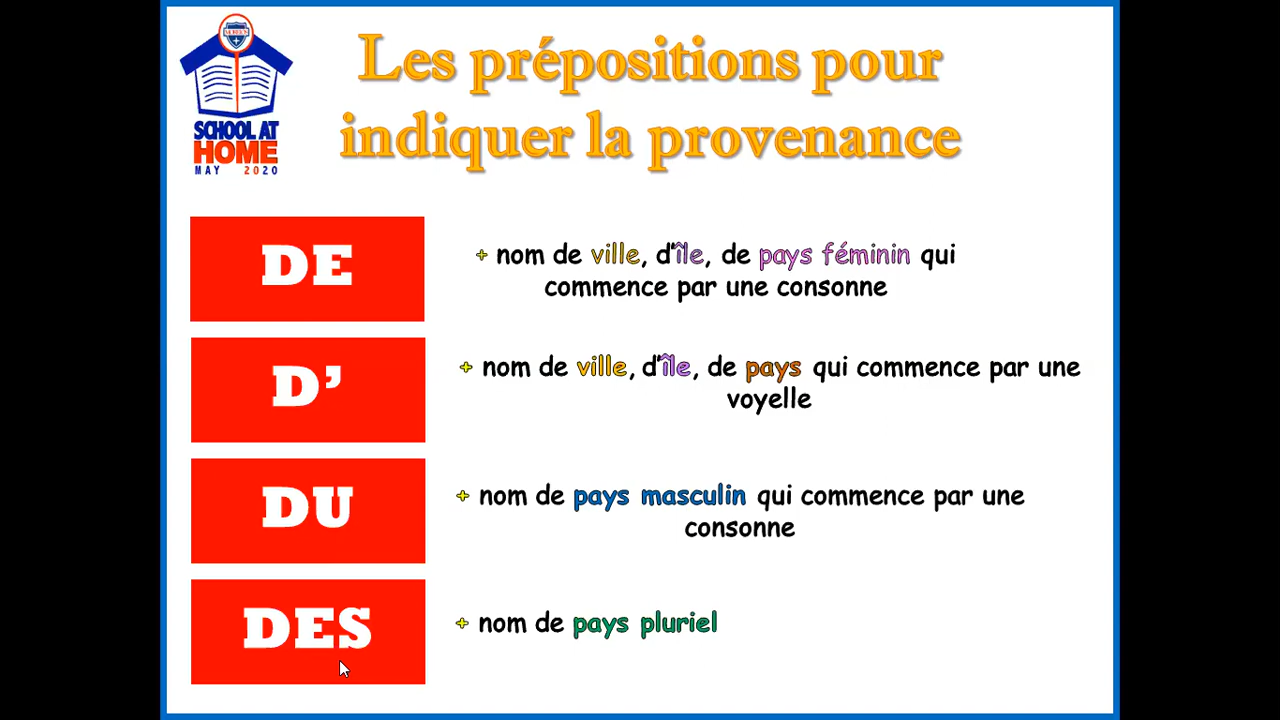 Les prépositions pour
indiquer la provenance
SCHOOL AT
HOME
MAY 2020
DE
+ nom de ville, d'île, de pays féminin qui
commence par une consonne
D’
+ nom de ville, d'île, de pays qui commence par une
voyelle
DU
+ nom de pays masculin qui commence par une
consonne
DES
+ nom de pays pluriel